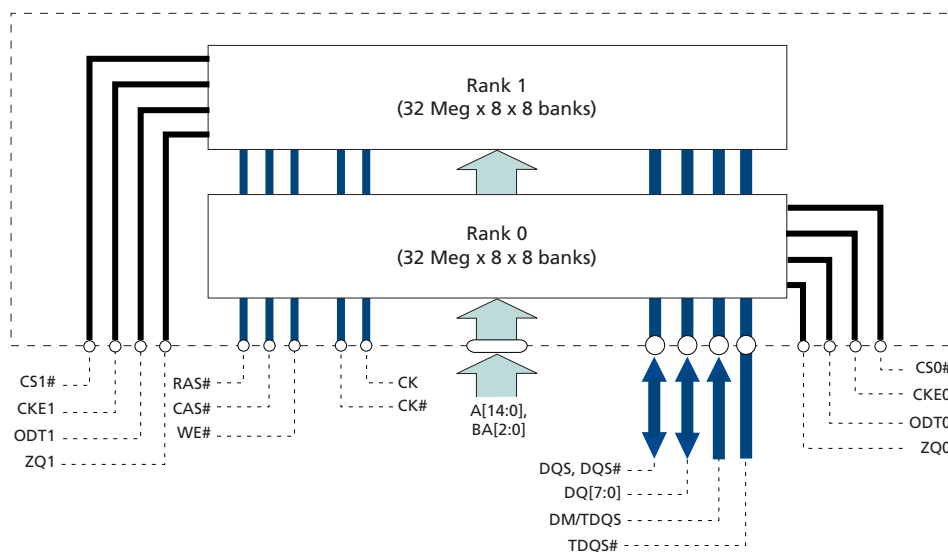 Rank 1
(32 Meg x 8 x 8 banks)
Rank 0
(32 Meg x 8 x 8 banks)
CS1#
CKE1
ODT1
ZQ1
RAS#
CAS#
WE#
CK
CK#
A[14:0],
BA[2:0]
DQS, DQS#
DQ[7:0]
DM/TDQS
TDQS#
CS0#
CKE0
ODT0
ZQ0